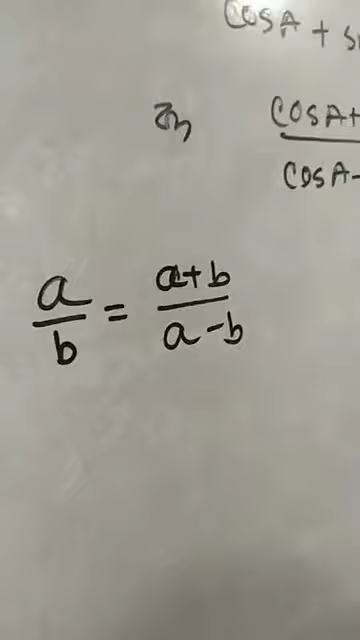 cosA + s
বা, cosA+
cosA-
a/b = a+b/a-b